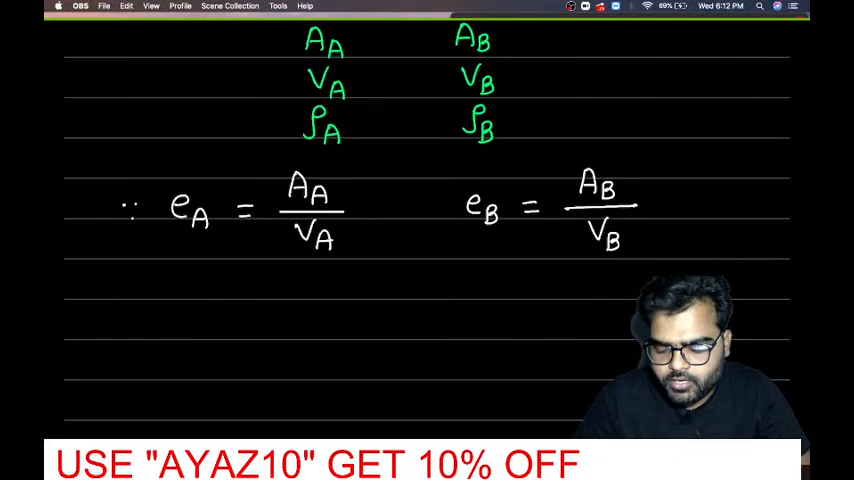 OBS File Edit View Profile Scene Collection Tools Help 69% Wed 6:12 PM
A_A A_B
V_A V_B
ρ_A ρ_B
∵ e_A = A_A / V_A e_B = A_B / V_B
USE "AYAZ10" GET 10% OFF